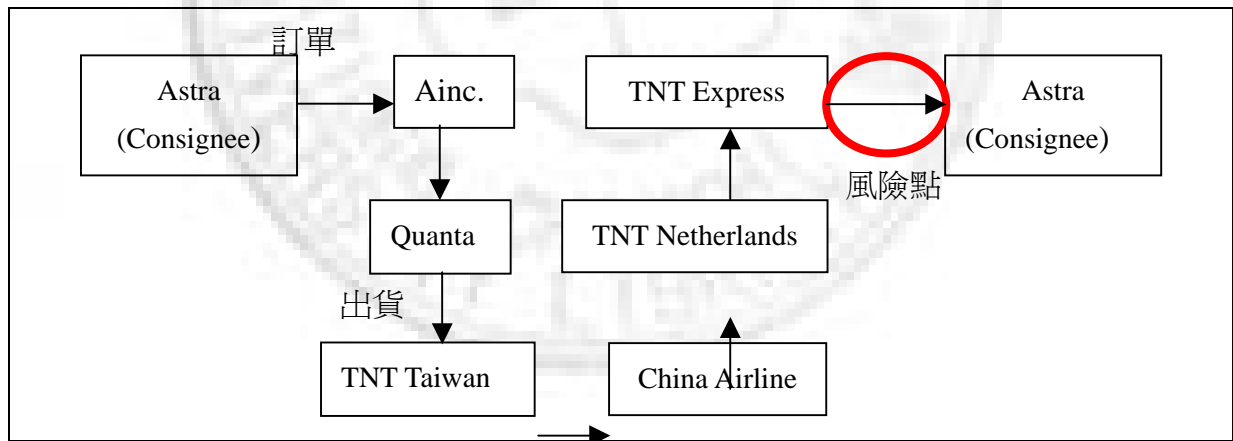 訂單
Astra
(Consignee)
Ainc.
TNT Express
Astra
(Consignee)
風險點
Quanta
TNT Netherlands
出貨
TNT Taiwan
China Airline